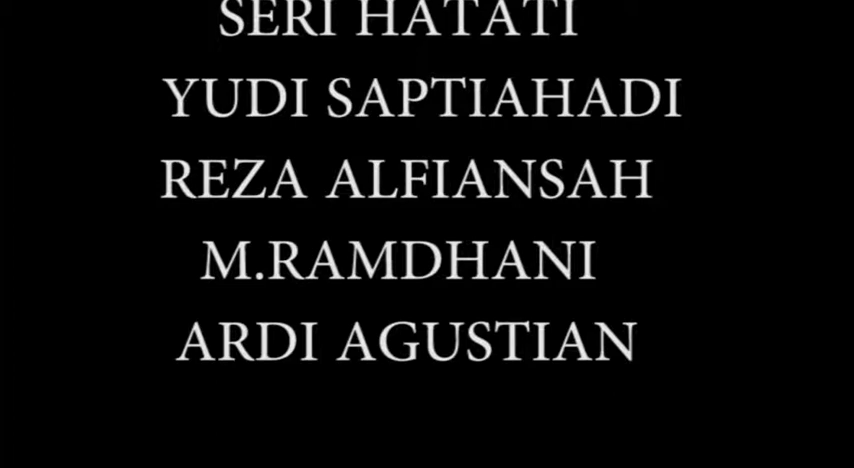 SERI HATATI
YUDI SAPTIAHADI
REZA ALFIANSAH
M.RAMDHANI
ARDI AGUSTIAN